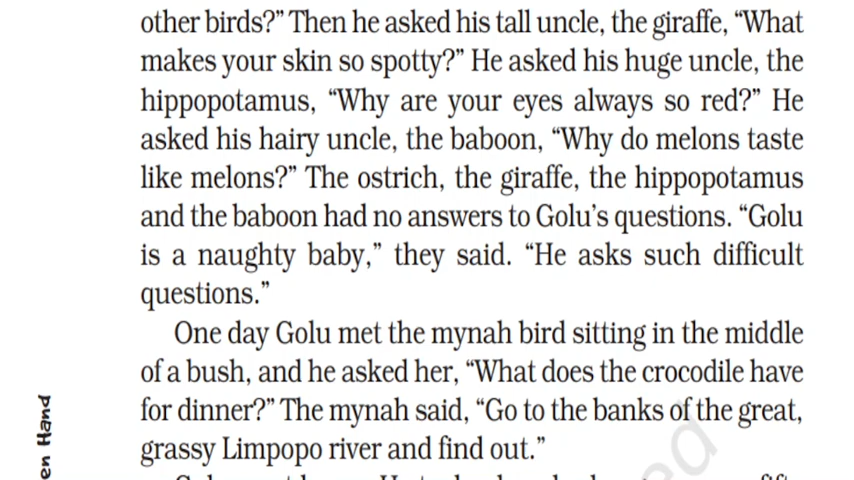 other birds?” Then he asked his tall uncle, the giraffe, “What
makes your skin so spotty?” He asked his huge uncle, the
hippopotamus, “Why are your eyes always so red?” He
asked his hairy uncle, the baboon, “Why do melons taste
like melons?” The ostrich, the giraffe, the hippopotamus
and the baboon had no answers to Golu’s questions. “Golu
is a naughty baby,” they said. “He asks such difficult
questions.”
One day Golu met the mynah bird sitting in the middle
of a bush, and he asked her, “What does the crocodile have
for dinner?” The mynah said, “Go to the banks of the great,
grassy Limpopo river and find out.”
en Hand